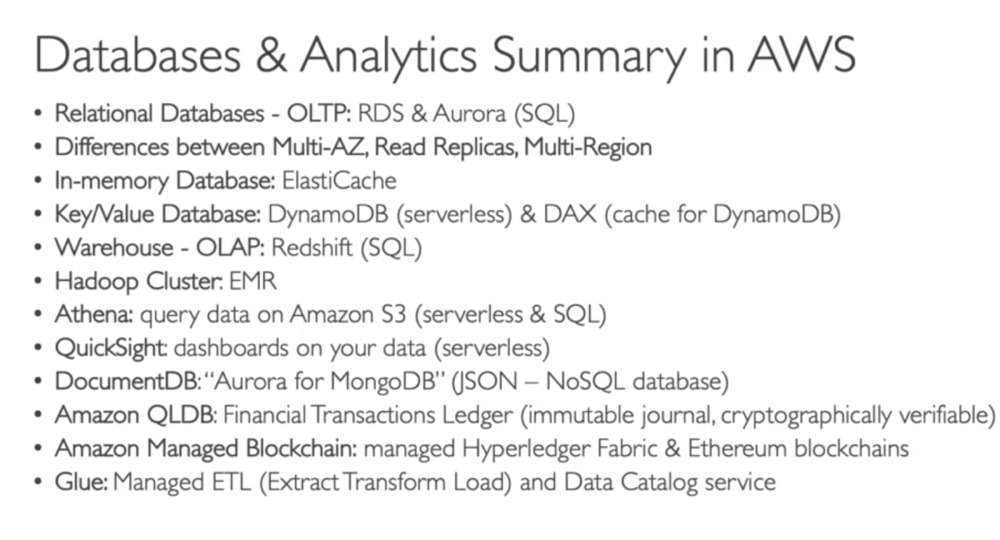 Databases & Analytics Summary in AWS
• Relational Databases - OLTP: RDS & Aurora (SQL)
• Differences between Multi-AZ, Read Replicas, Multi-Region
• In-memory Database: ElastiCache
• Key/Value Database: DynamoDB (serverless) & DAX (cache for DynamoDB)
• Warehouse - OLAP: Redshift (SQL)
• Hadoop Cluster: EMR
• Athena: query data on Amazon S3 (serverless & SQL)
• QuickSight: dashboards on your data (serverless)
• DocumentDB: “Aurora for MongoDB” (JSON – NoSQL database)
• Amazon QLDB: Financial Transactions Ledger (immutable journal, cryptographically verifiable)
• Amazon Managed Blockchain: managed Hyperledger Fabric & Ethereum blockchains
• Glue: Managed ETL (Extract Transform Load) and Data Catalog service